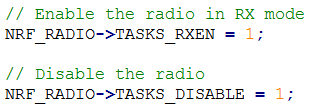 // Enable the radio in RX mode
NRF_RADIO->TASKS_RXEN = 1;
// Disable the radio
NRF_RADIO->TASKS_DISABLE = 1;